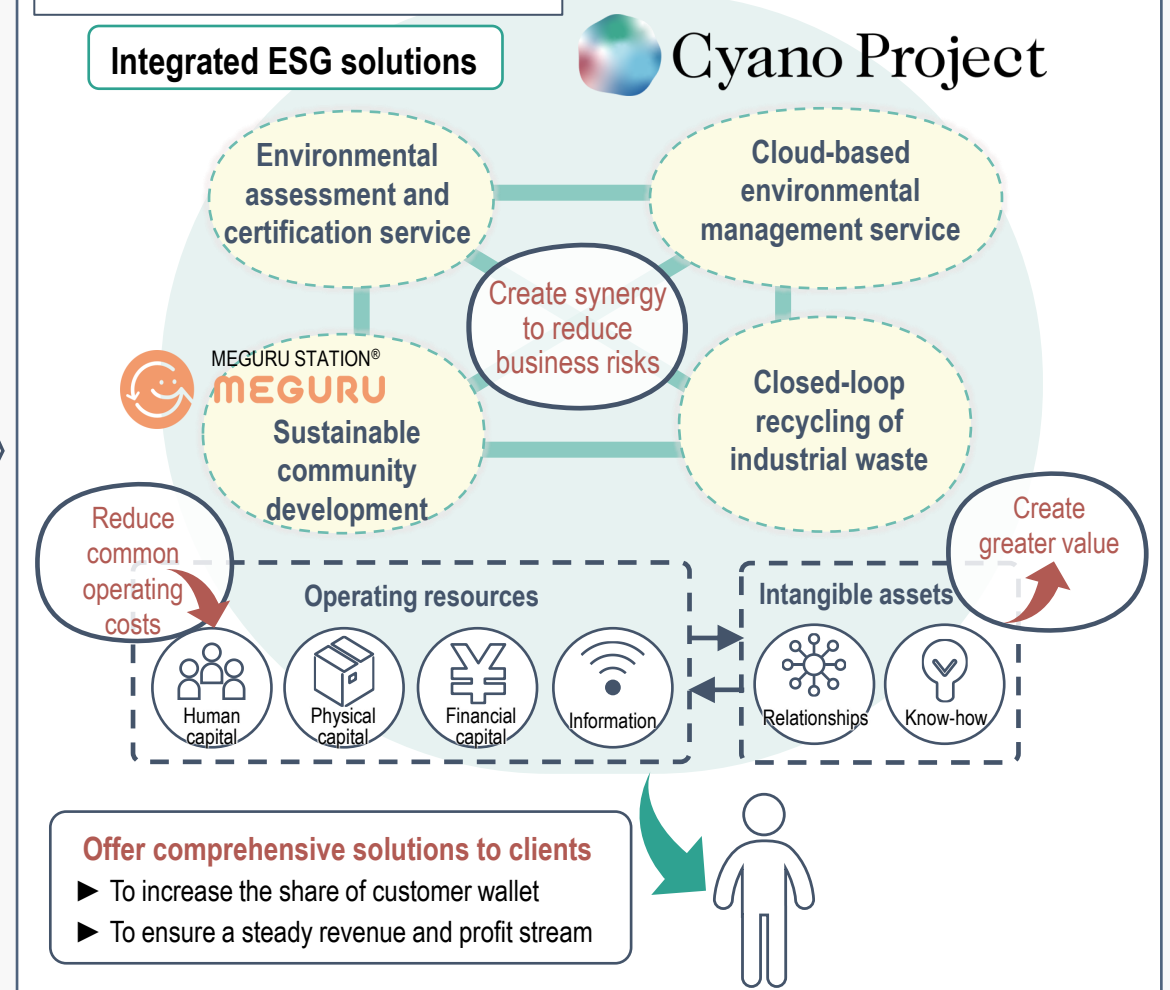 Integrated ESG solutions
Cyano Project
Environmental
assessment and
certification service
Cloud-based
environmental
management service
Create synergy
to reduce
business risks
MEGURU STATION®
MEGURU
Sustainable
community
development
Closed-loop
recycling of
industrial waste
Reduce
common
operating
costs
Create
greater value
Operating resources
Intangible assets
Human
capital
Physical
capital
Financial
capital
Information
Relationships
Know-how
Offer comprehensive solutions to clients
► To increase the share of customer wallet
► To ensure a steady revenue and profit stream